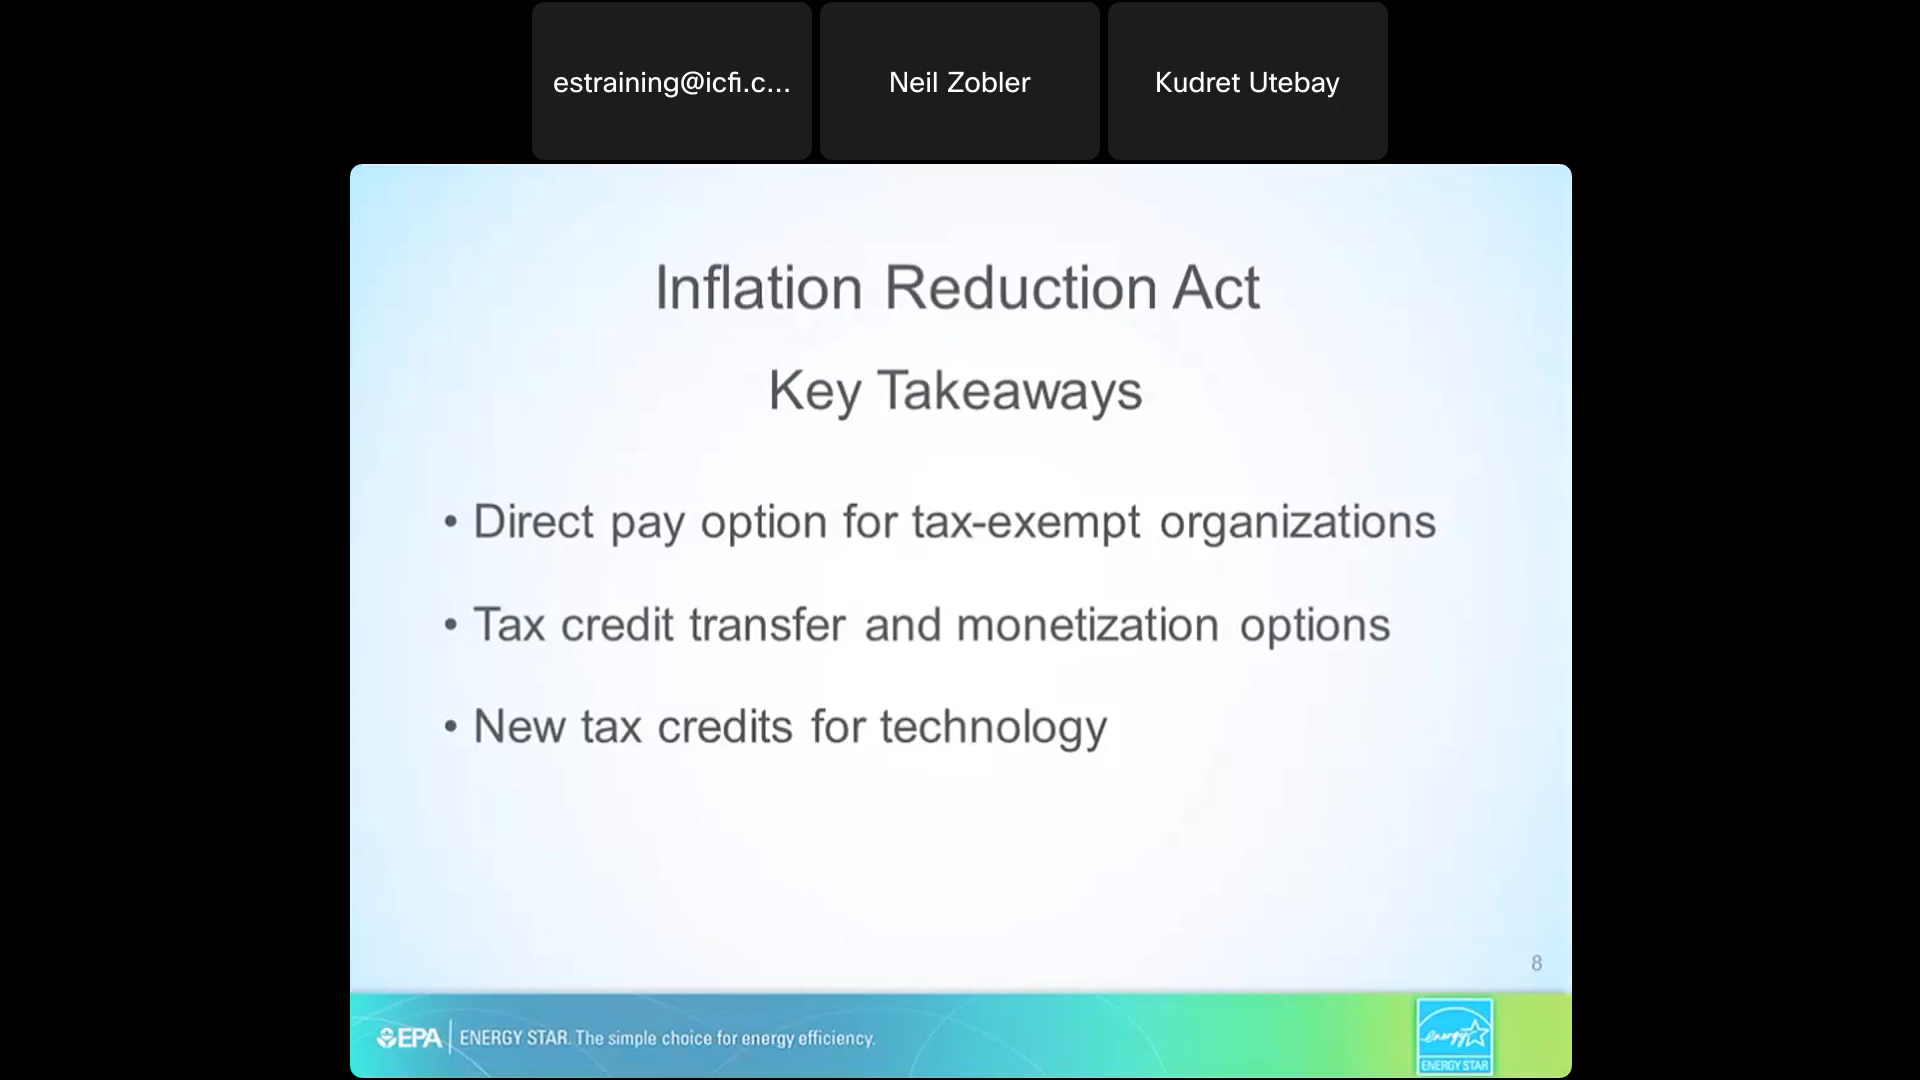 estraining@icfi.c...
Neil Zobler
Kudret Utebay
Inflation Reduction Act
Key Takeaways
• Direct pay option for tax-exempt organizations
• Tax credit transfer and monetization options
• New tax credits for technology
8
EPA
ENERGY STAR. The simple choice for energy efficiency.
energy
ENERGY STAR